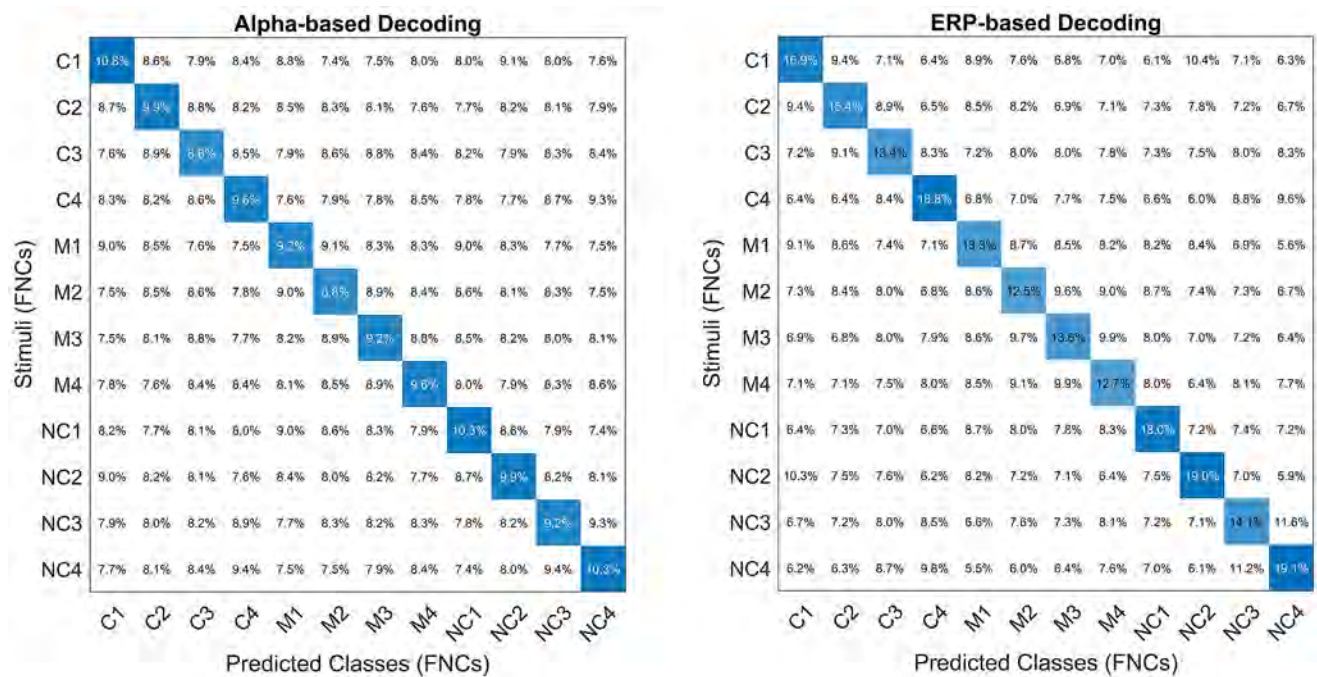 Alpha-based Decoding
Stimuli (FNCs)
C1 10.8% 8.6% 7.9% 8.4% 8.8% 7.4% 7.5% 8.0% 8.0% 9.1% 8.0% 7.6%
C2 8.7% 9.9% 8.8% 8.2% 8.5% 8.3% 8.1% 7.6% 7.7% 8.2% 8.1% 7.9%
C3 7.6% 8.9% 8.6% 8.5% 7.9% 8.6% 8.8% 8.4% 8.2% 7.9% 8.3% 8.4%
C4 8.3% 8.2% 8.6% 9.6% 7.6% 7.9% 7.8% 8.5% 7.8% 7.7% 8.7% 9.3%
M1 9.0% 8.5% 7.6% 7.5% 9.2% 9.1% 8.3% 8.3% 9.0% 8.3% 7.7% 7.5%
M2 7.5% 8.5% 8.6% 7.8% 9.0% 8.8% 8.9% 8.4% 8.6% 8.1% 8.3% 7.5%
M3 7.5% 8.1% 8.8% 7.7% 8.2% 8.9% 9.2% 8.8% 8.5% 8.2% 8.0% 8.1%
M4 7.8% 7.6% 8.4% 8.4% 8.1% 8.5% 8.9% 9.6% 8.0% 7.9% 8.3% 8.6%
NC1 8.2% 7.7% 8.1% 8.0% 9.0% 8.6% 8.3% 7.9% 10.3% 8.6% 7.9% 7.4%
NC2 9.0% 8.2% 8.1% 7.6% 8.4% 8.0% 8.2% 7.7% 8.7% 9.9% 8.2% 8.1%
NC3 7.9% 8.0% 8.2% 8.9% 7.7% 8.3% 8.2% 8.3% 7.8% 8.2% 9.2% 9.3%
NC4 7.7% 8.1% 8.4% 9.4% 7.5% 7.5% 7.9% 8.4% 7.4% 8.0% 9.4% 10.3%
C1 C2 C3 C4 M1 M2 M3 M4 NC1 NC2 NC3 NC4
Predicted Classes (FNCs)
ERP-based Decoding
Stimuli (FNCs)
C1 16.9% 9.4% 7.1% 6.4% 8.9% 7.6% 6.8% 7.0% 6.1% 10.4% 7.1% 6.3%
C2 9.4% 15.4% 8.9% 6.5% 8.5% 8.2% 6.9% 7.1% 7.3% 7.8% 7.2% 6.7%
C3 7.2% 9.1% 13.4% 8.3% 7.2% 8.0% 8.0% 7.8% 7.3% 7.5% 8.0% 8.3%
C4 6.4% 6.4% 8.4% 18.8% 6.8% 7.0% 7.7% 7.5% 6.6% 6.0% 8.8% 9.6%
M1 9.1% 8.6% 7.4% 7.1% 13.3% 8.7% 8.5% 8.2% 8.2% 8.4% 6.9% 5.6%
M2 7.3% 8.4% 8.0% 6.8% 8.6% 12.5% 9.6% 9.0% 8.7% 7.4% 7.3% 6.7%
M3 6.9% 6.8% 8.0% 7.9% 8.6% 9.7% 13.6% 9.9% 8.0% 7.0% 7.2% 6.4%
M4 7.1% 7.1% 7.5% 8.0% 8.5% 9.1% 9.9% 12.7% 8.0% 6.4% 8.1% 7.7%
NC1 6.4% 7.3% 7.0% 6.6% 8.7% 8.0% 7.8% 8.3% 18.0% 7.2% 7.4% 7.2%
NC2 10.3% 7.5% 7.6% 6.2% 8.2% 7.2% 7.1% 6.4% 7.5% 19.0% 7.0% 5.9%
NC3 6.7% 7.2% 8.0% 8.5% 6.6% 7.6% 7.3% 8.1% 7.2% 7.1% 14.1% 11.6%
NC4 6.2% 6.3% 8.7% 9.8% 5.5% 6.0% 6.4% 7.6% 7.0% 6.1% 11.2% 19.1%
C1 C2 C3 C4 M1 M2 M3 M4 NC1 NC2 NC3 NC4
Predicted Classes (FNCs)